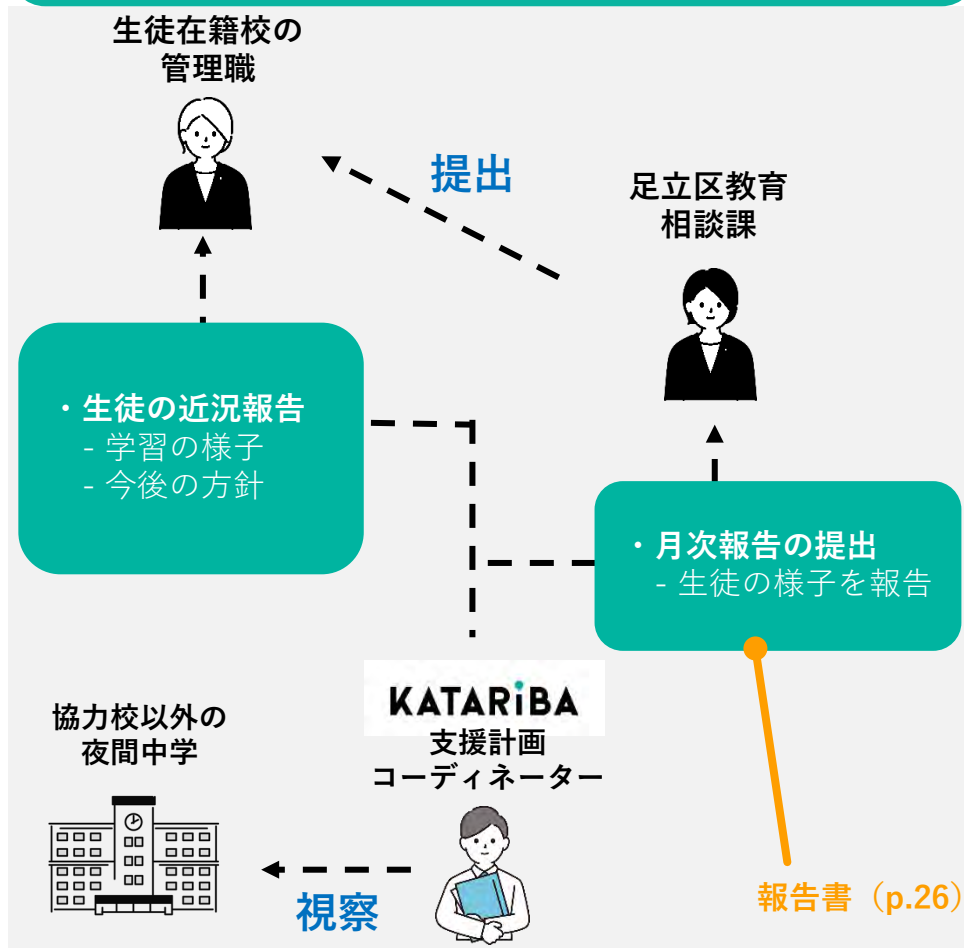 生徒在籍校の
管理職
提出
足立区教育
相談課
・生徒の近況報告
- 学習の様子
- 今後の方針
・月次報告の提出
- 生徒の様子を報告
KATARiBA
支援計画
コーディネーター
協力校以外の
夜間中学
視察
報告書（p.26）